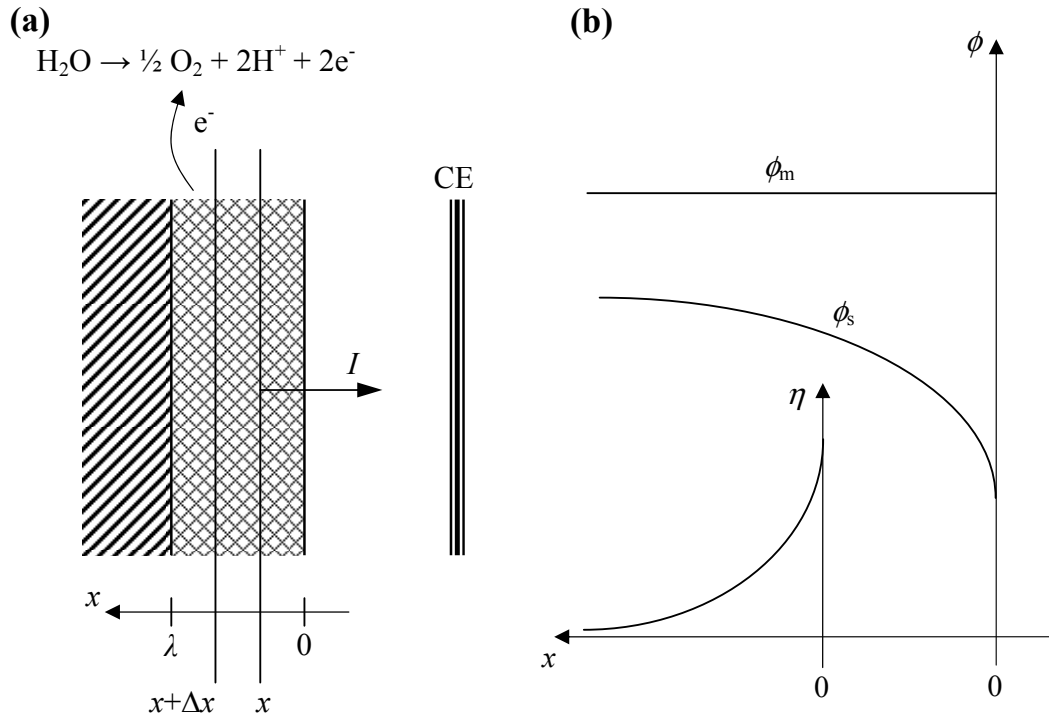 (a)
H₂O → ½ O₂ + 2H⁺ + 2e⁻
e⁻
CE
I
x
λ
0
x+Δx
x
(b)
ϕ
ϕₘ
ϕₛ
η
x
0
0